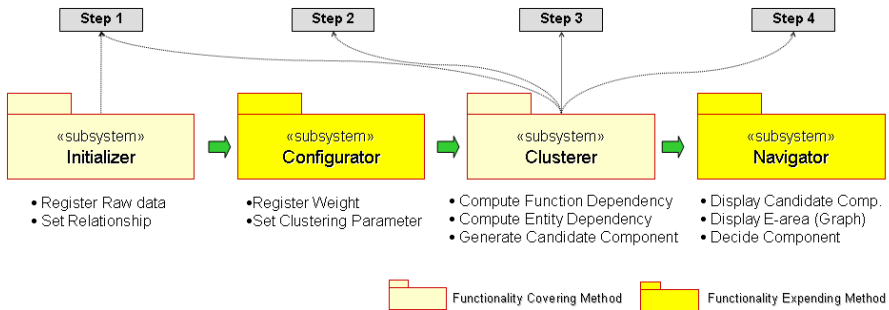 Step 1
Step 2
Step 3
Step 4
«subsystem»
Initializer
«subsystem»
Configurator
«subsystem»
Clusterer
«subsystem»
Navigator
• Register Raw data
• Set Relationship
• Register Weight
• Set Clustering Parameter
• Compute Function Dependency
• Compute Entity Dependency
• Generate Candidate Component
• Display Candidate Comp.
• Display E-area (Graph)
• Decide Component
Functionality Covering Method
Functionality Expending Method